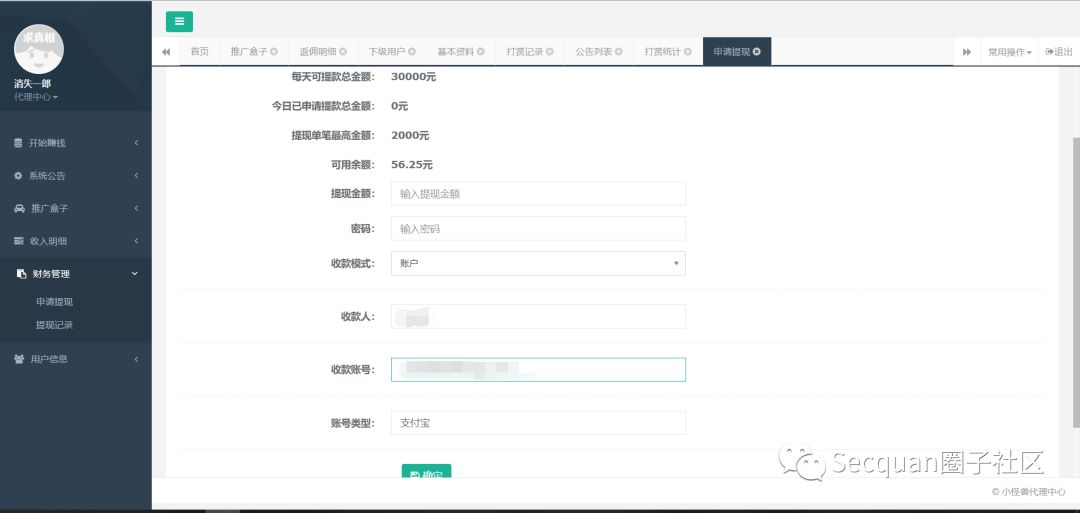 求真相
消失一郎
代理中心
开始赚钱
系统公告
推广盒子
收入明细
财务管理
申请提现
提现记录
用户信息
首页 推广盒子 返佣明细 下级用户 基本资料 打赏记录 公告列表 打赏统计 申请提现 常用操作 退出
每天可提款总金额: 30000元
今日已申请提款总金额: 0元
提现单笔最高金额: 2000元
可用余额: 56.25元
提现金额: 输入提现金额
密码: 输入密码
收款模式: 账户
收款人:
收款账号:
账号类型: 支付宝
确定
Secquan圈子社区
© 小怪兽代理中心